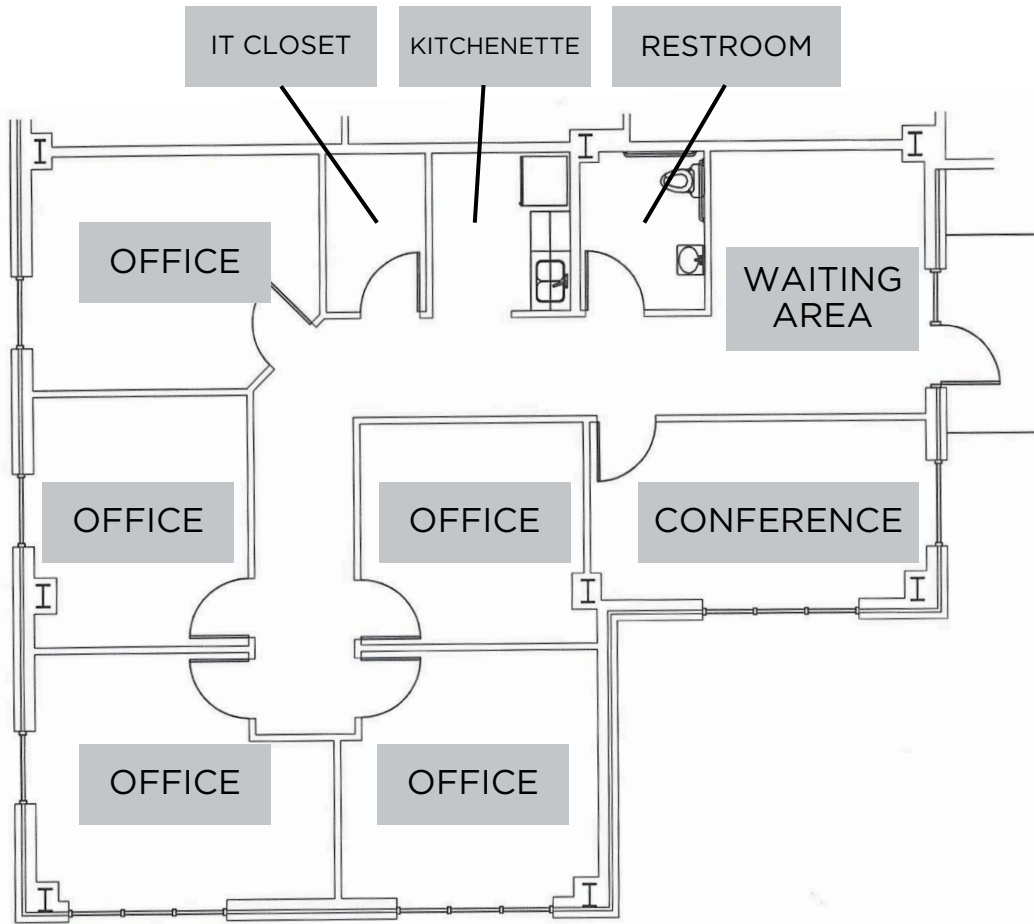 IT CLOSET
KITCHENETTE
RESTROOM
OFFICE
WAITING
AREA
OFFICE
OFFICE
CONFERENCE
OFFICE
OFFICE